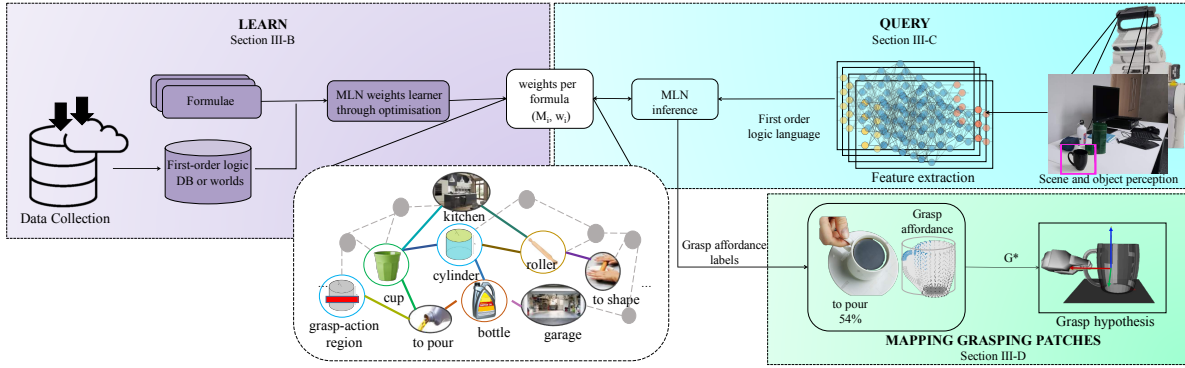 LEARN
Section III-B
Formulae
MLN weights learner
through optimisation
First-order logic
DB or worlds
Data Collection
weights per
formula
(Mᵢ, wᵢ)
QUERY
Section III-C
MLN
inference
First order
logic language
Feature extraction
Scene and object perception
kitchen
cup
cylinder
roller
to shape
...
...
grasp-action
region
to pour
bottle
garage
Grasp affordance
labels
Grasp
affordance
to pour
54%
G*
Grasp hypothesis
MAPPING GRASPING PATCHES
Section III-D